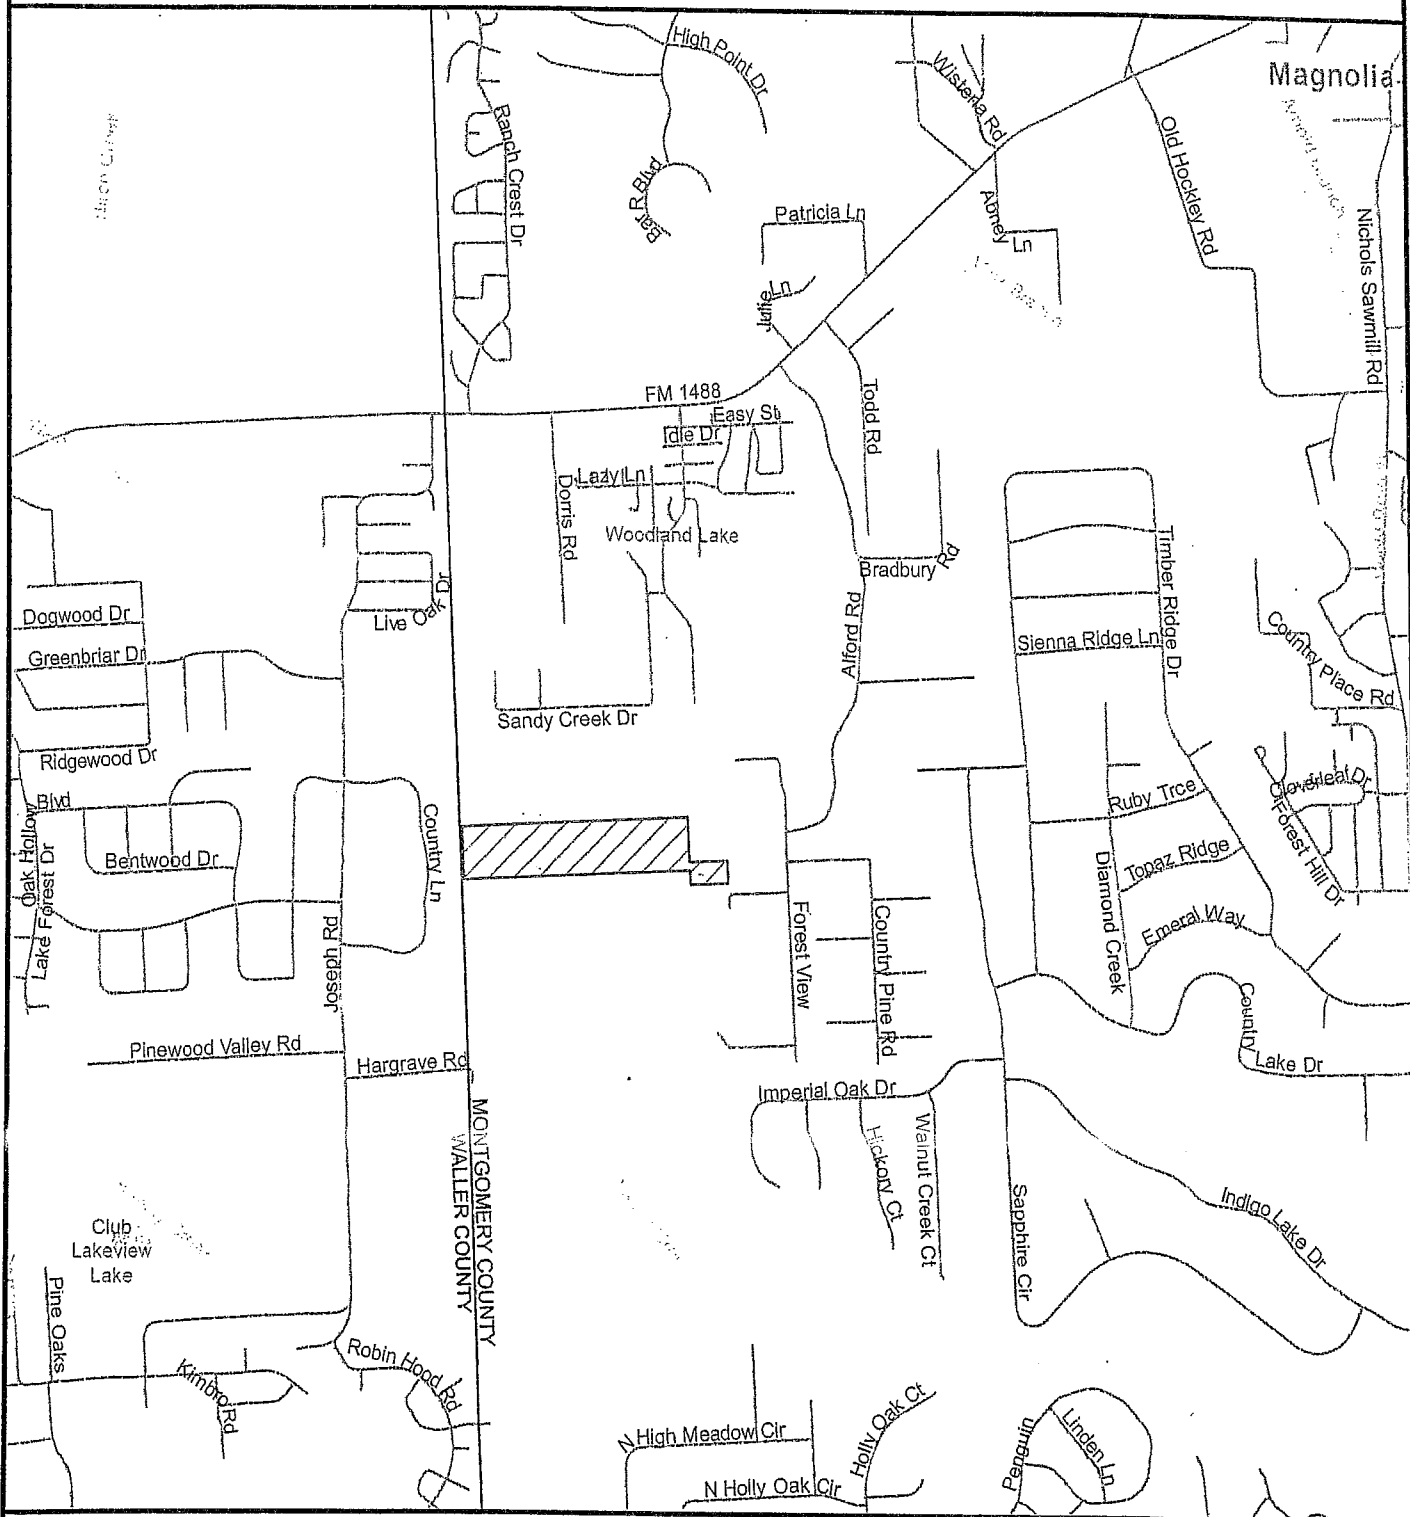 High Point Dr
Wisteria Rd
Magnolia
Ranch Crest Dr
Old Hockley Rd
Bar R Blvd
Patricia Ln
Abney
Ln
Nichols Sawmill Rd
Julie
Ln
FM 1488
Easy St
Idle Dr
Todd Rd
Lazy Ln
Dorris Rd
Woodland Lake
Bradbury Rd
Timber Ridge Dr
Live Oak Dr
Dogwood Dr
Alford Rd
Greenbriar Dr
Sienna Ridge Ln
Country Place Rd
Sandy Creek Dr
Ridgewood Dr
Cloverleaf Dr
Oak Hollow
Blvd
Country Ln
Ruby Trce
Forest Hill Dr
Bentwood Dr
Topaz Ridge
Diamond Creek
Lake Forest Dr
Emeral Way
Joseph Rd
Forest View
Country Pine Rd
Country
Lake Dr
Pinewood Valley Rd
Hargrave Rd
Imperial Oak Dr
MONTGOMERY COUNTY
WALLER COUNTY
Hickory Ct
Walnut Creek Ct
Sapphire Cir
Indigo Lake Dr
Club
Lakeview
Lake
Pine Oaks
Robin Hood Rd
Kimbro Rd
N High Meadow Cir
Holly Oak Ct
Penguin
Linden Ln
N Holly Oak Cir